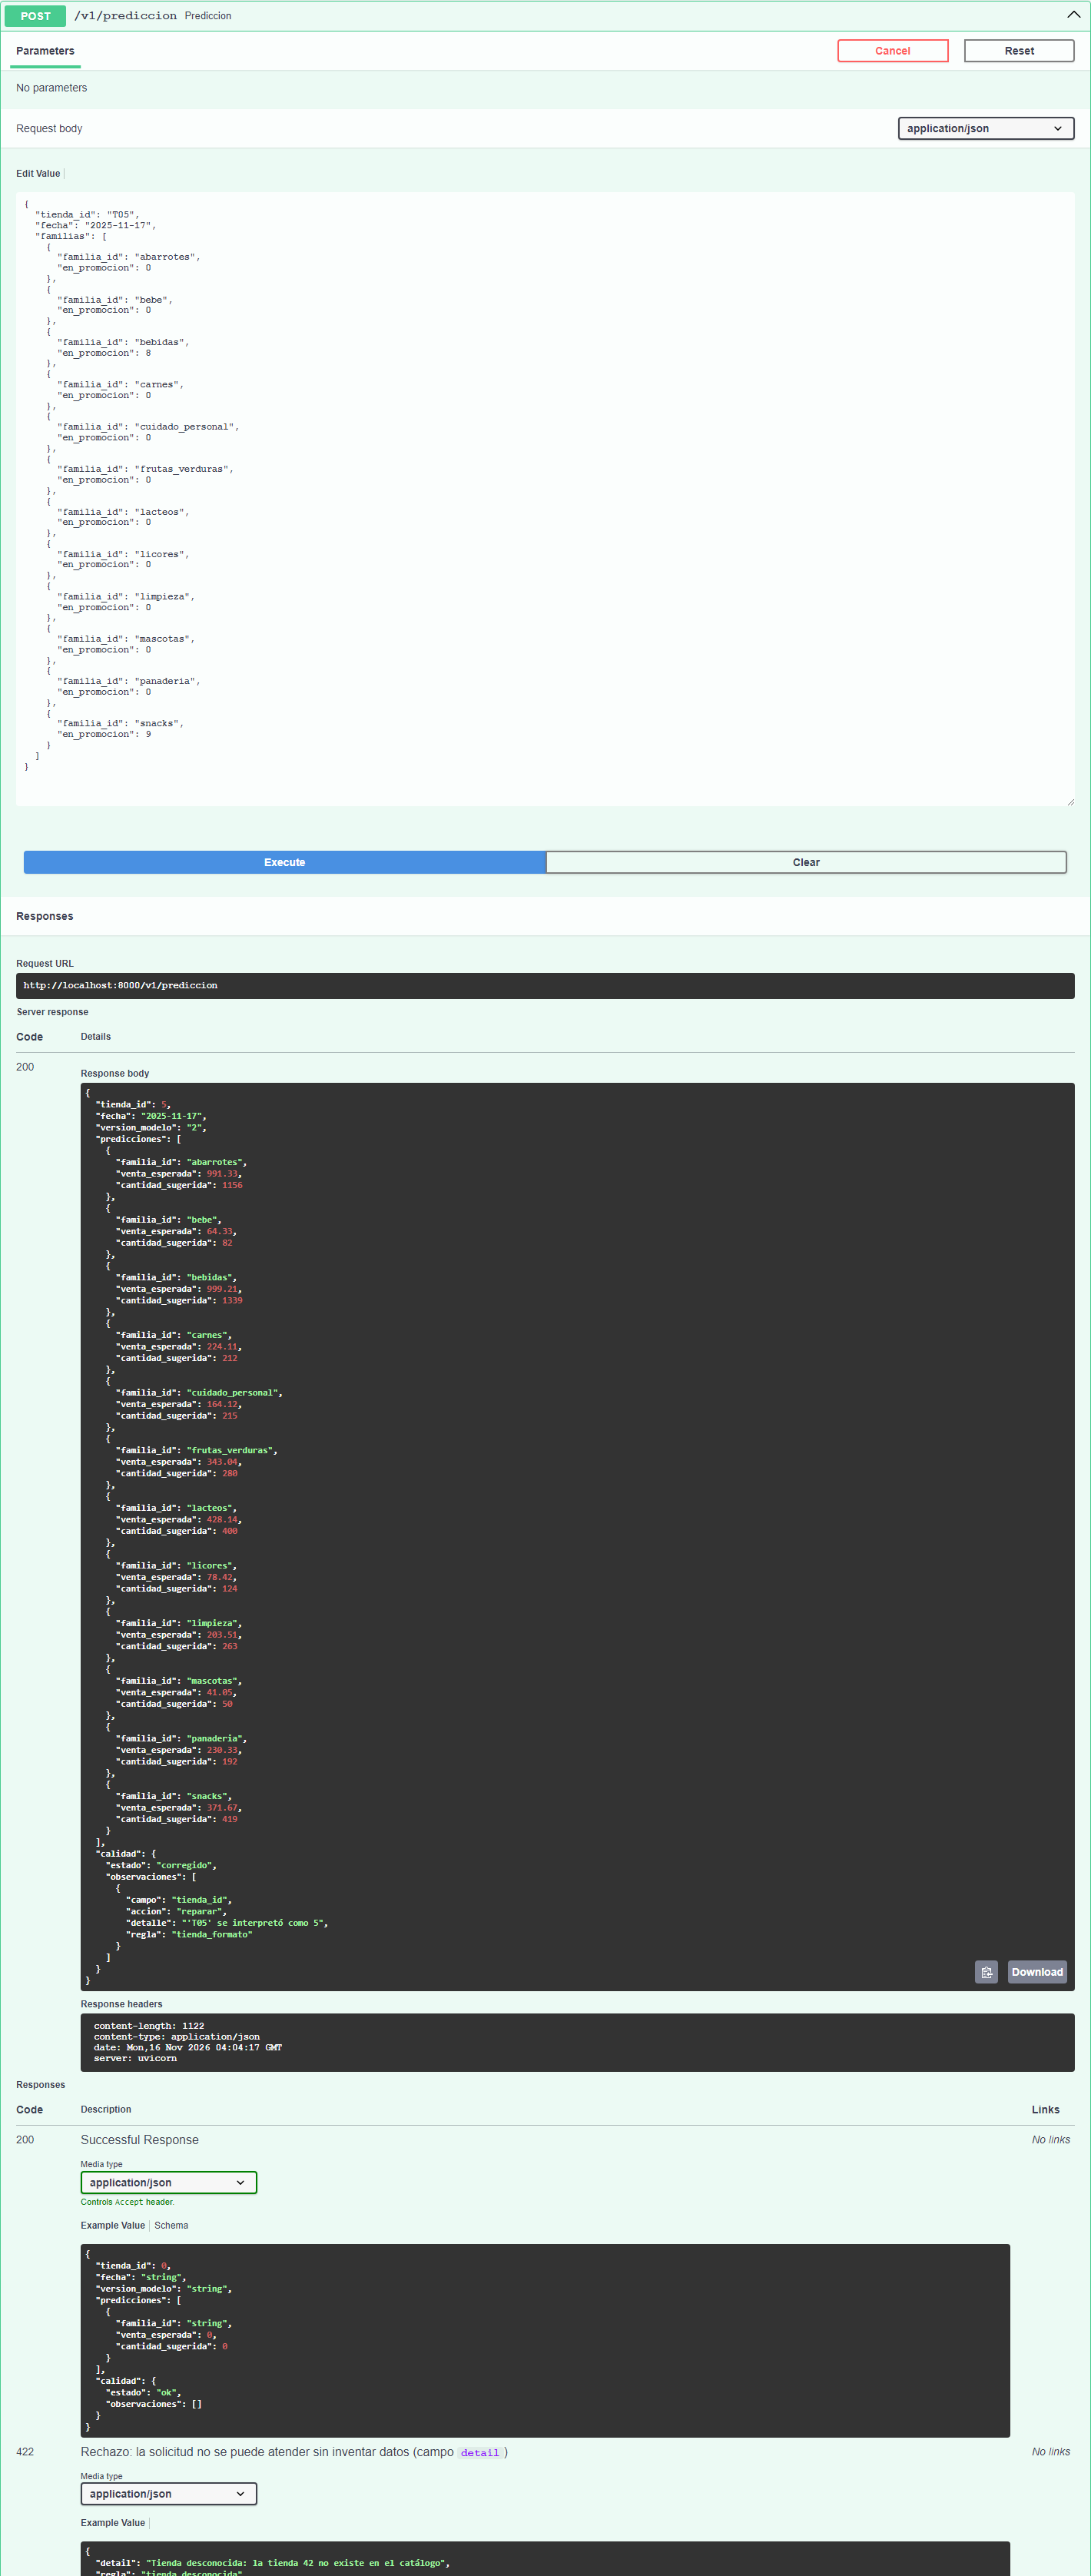 POST /v1/prediccion Prediccion
Parameters
Cancel
Reset
No parameters
Request body
application/json
Edit Value
{
  "tienda_id": "T05",
  "fecha": "2025-11-17",
  "familias": [
    {
      "familia_id": "abarrotes",
      "en_promocion": 0
    },
    {
      "familia_id": "bebe",
      "en_promocion": 0
    },
    {
      "familia_id": "bebidas",
      "en_promocion": 8
    },
    {
      "familia_id": "carnes",
      "en_promocion": 0
    },
    {
      "familia_id": "cuidado_personal",
      "en_promocion": 0
    },
    {
      "familia_id": "frutas_verduras",
      "en_promocion": 0
    },
    {
      "familia_id": "lacteos",
      "en_promocion": 0
    },
    {
      "familia_id": "licores",
      "en_promocion": 0
    },
    {
      "familia_id": "limpieza",
      "en_promocion": 0
    },
    {
      "familia_id": "mascotas",
      "en_promocion": 0
    },
    {
      "familia_id": "panaderia",
      "en_promocion": 0
    },
    {
      "familia_id": "snacks",
      "en_promocion": 9
    }
  ]
}
Execute
Clear
Responses
Request URL
http://localhost:8000/v1/prediccion
Server response
Code Details
200
Response body
{
  "tienda_id": 5,
  "fecha": "2025-11-17",
  "version_modelo": "2",
  "predicciones": [
    {
      "familia_id": "abarrotes",
      "venta_esperada": 991.33,
      "cantidad_sugerida": 1156
    },
    {
      "familia_id": "bebe",
      "venta_esperada": 64.33,
      "cantidad_sugerida": 82
    },
    {
      "familia_id": "bebidas",
      "venta_esperada": 999.21,
      "cantidad_sugerida": 1339
    },
    {
      "familia_id": "carnes",
      "venta_esperada": 224.11,
      "cantidad_sugerida": 212
    },
    {
      "familia_id": "cuidado_personal",
      "venta_esperada": 164.12,
      "cantidad_sugerida": 215
    },
    {
      "familia_id": "frutas_verduras",
      "venta_esperada": 343.04,
      "cantidad_sugerida": 280
    },
    {
      "familia_id": "lacteos",
      "venta_esperada": 428.14,
      "cantidad_sugerida": 400
    },
    {
      "familia_id": "licores",
      "venta_esperada": 78.42,
      "cantidad_sugerida": 124
    },
    {
      "familia_id": "limpieza",
      "venta_esperada": 203.51,
      "cantidad_sugerida": 263
    },
    {
      "familia_id": "mascotas",
      "venta_esperada": 41.05,
      "cantidad_sugerida": 50
    },
    {
      "familia_id": "panaderia",
      "venta_esperada": 230.33,
      "cantidad_sugerida": 192
    },
    {
      "familia_id": "snacks",
      "venta_esperada": 371.67,
      "cantidad_sugerida": 419
    }
  ],
  "calidad": {
    "estado": "corregido",
    "observaciones": [
      {
        "campo": "tienda_id",
        "accion": "reparar",
        "detalle": "'T05' se interpretó como 5",
        "regla": "tienda_formato"
      }
    ]
  }
}
Download
Response headers
content-length: 1122
content-type: application/json
date: Mon,16 Nov 2026 04:04:17 GMT
server: uvicorn
Responses
Code Description Links
200 Successful Response No links
Media type
application/json
Controls Accept header.
Example Value Schema
{
  "tienda_id": 0,
  "fecha": "string",
  "version_modelo": "string",
  "predicciones": [
    {
      "familia_id": "string",
      "venta_esperada": 0,
      "cantidad_sugerida": 0
    }
  ],
  "calidad": {
    "estado": "ok",
    "observaciones": []
  }
}
422 Rechazo: la solicitud no se puede atender sin inventar datos (campo detail) No links
Media type
application/json
Example Value
{
  "detail": "Tienda desconocida: la tienda 42 no existe en el catálogo",
  "regla": "tienda_desconocida"